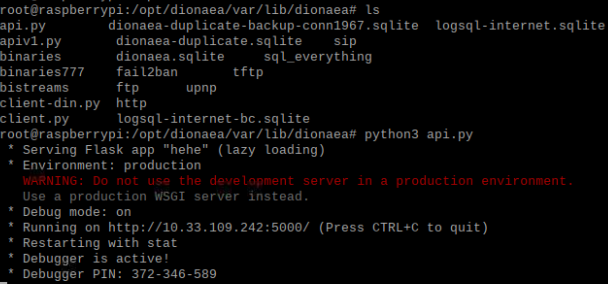 root@raspberrypi:/opt/dionaea/var/lib/dionaea# ls
api.py dionaea-duplicate-backup-conn1967.sqlite logsql-internet.sqlite
apiv1.py dionaea-duplicate.sqlite sip
binaries dionaea.sqlite sql_everything
binaries777 fail2ban tftp
bistreams ftp upnp
client-din.py http
client.py logsql-internet-bc.sqlite
root@raspberrypi:/opt/dionaea/var/lib/dionaea# python3 api.py
* Serving Flask app "hehe" (lazy loading)
* Environment: production
WARNING: Do not use the development server in a production environment.
Use a production WSGI server instead.
* Debug mode: on
* Running on http://10.33.109.242:5000/ (Press CTRL+C to quit)
* Restarting with stat
* Debugger is active!
* Debugger PIN: 372-346-589